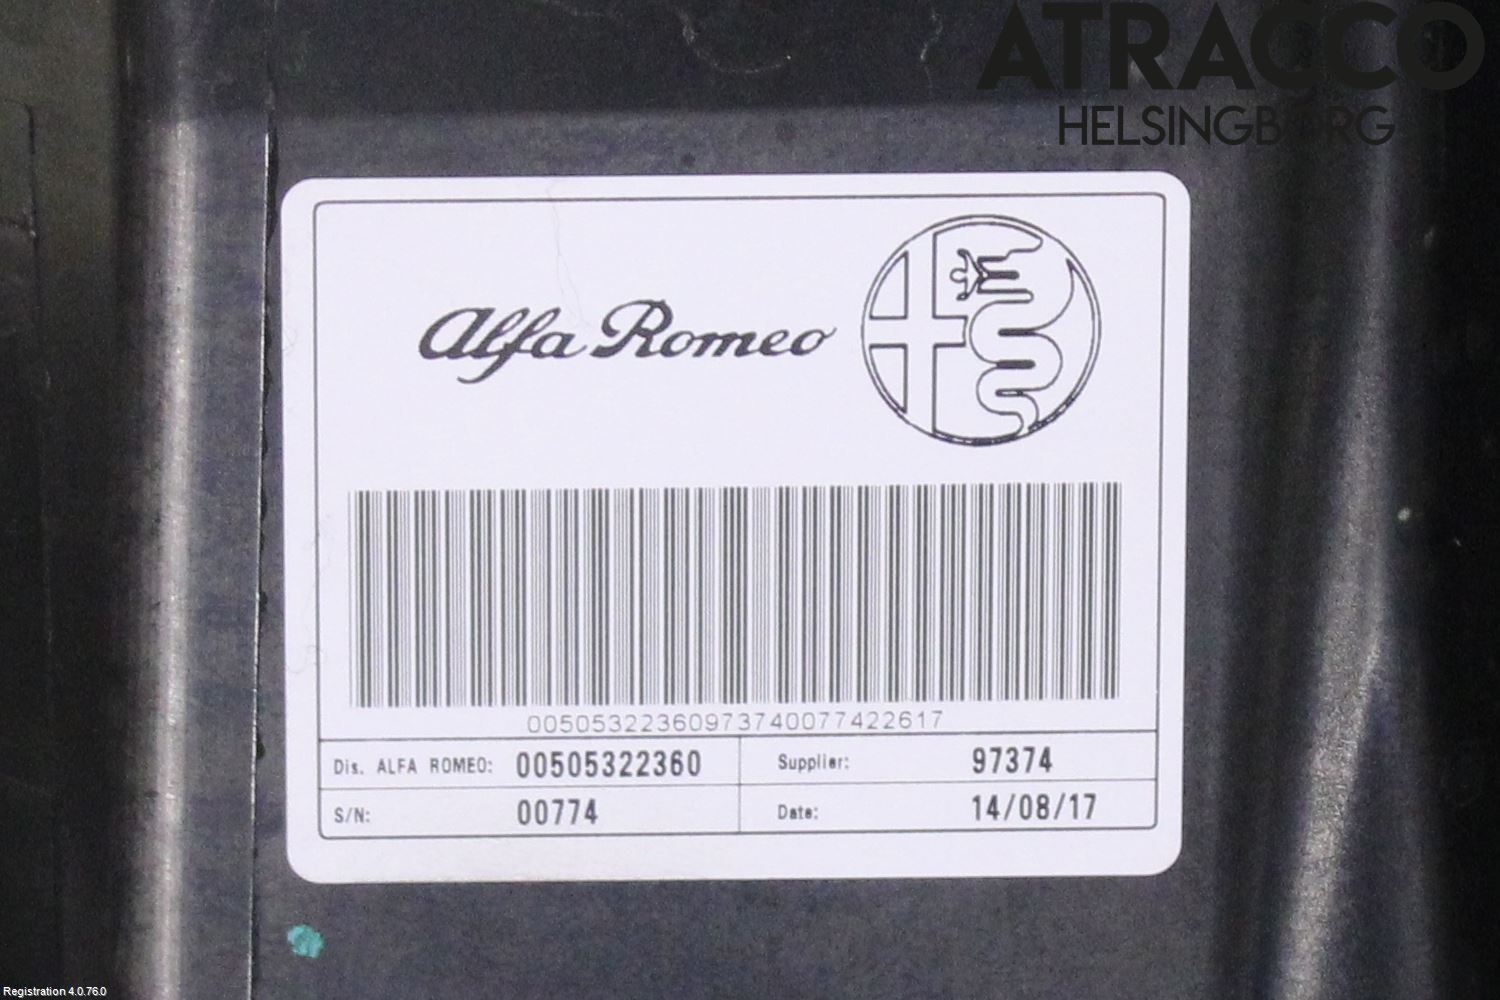 ATRACCO
HELSINGBORG
Alfa Romeo
00505322360973740077422617
Dis. ALFA ROMEO: 00505322360
Supplier: 97374
S/N: 00774
Date: 14/08/17
Registration 4.0.76.0